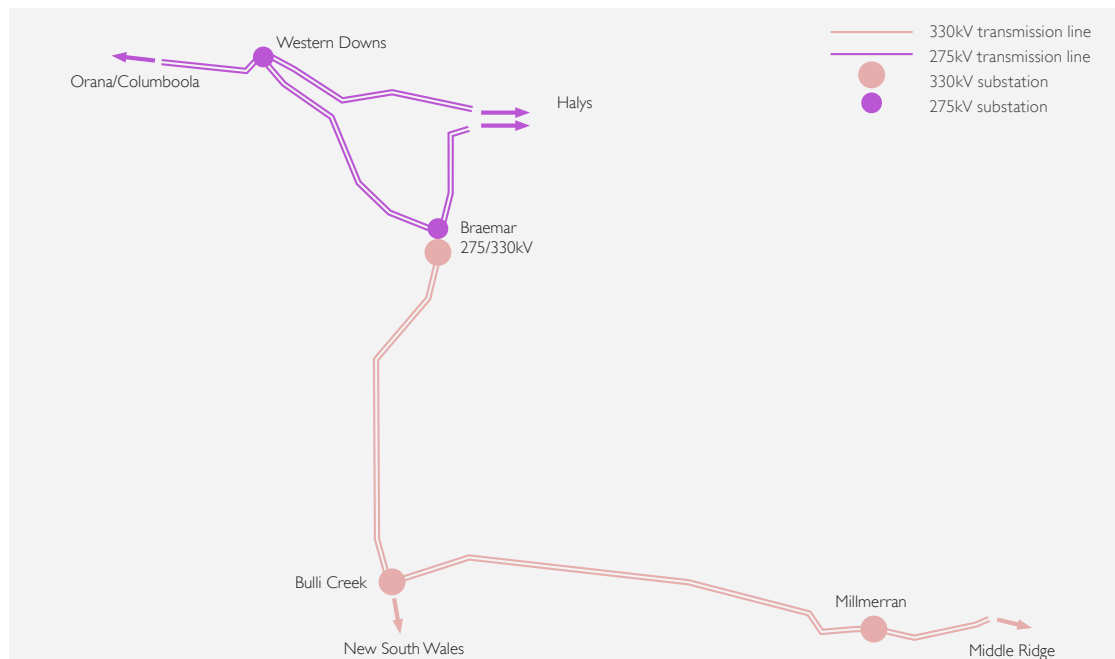 Western Downs
Orana/Columboola
Halys
330kV transmission line
275kV transmission line
330kV substation
275kV substation
Braemar
275/330kV
Bulli Creek
Millmerran
New South Wales
Middle Ridge